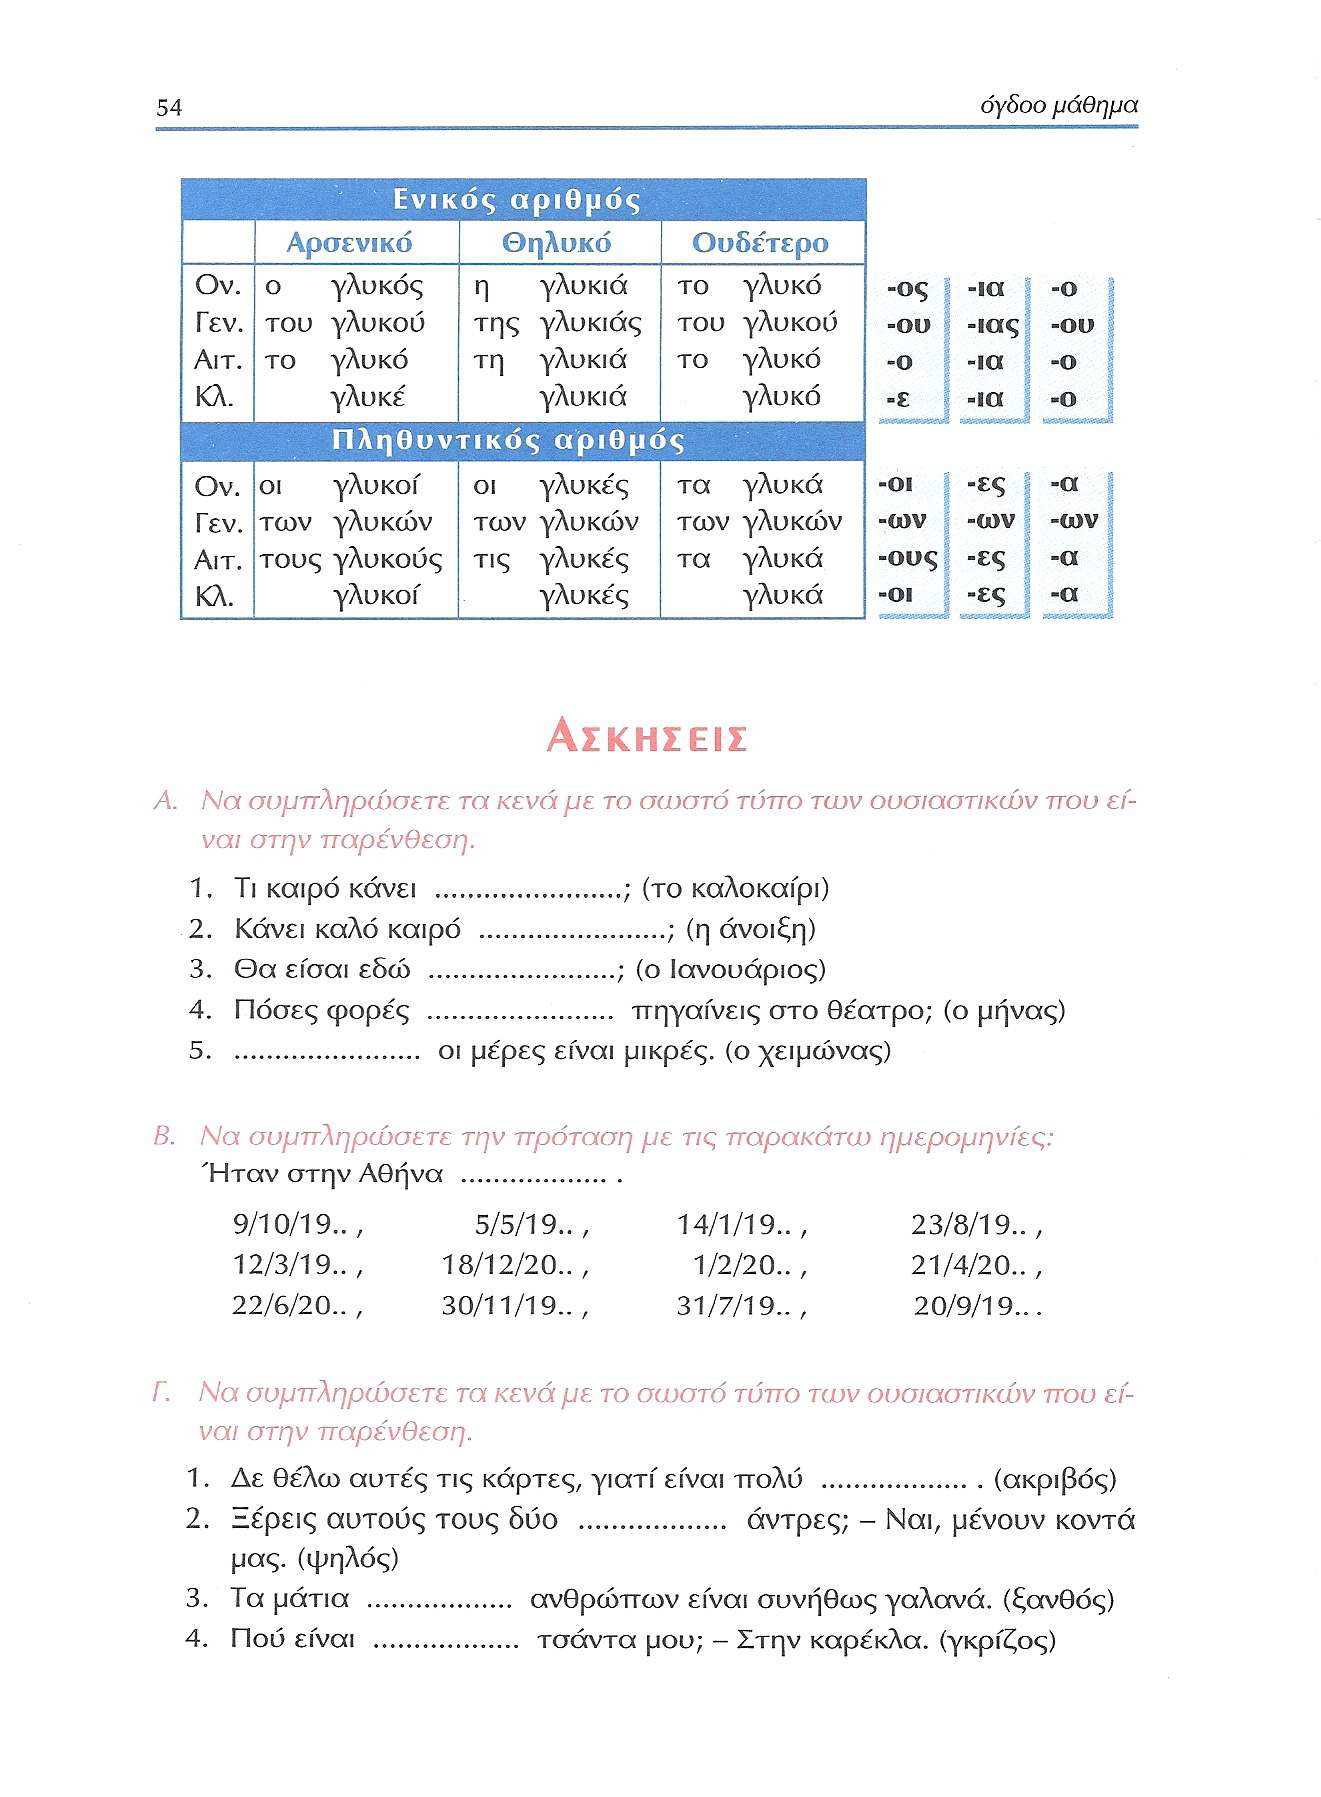 54 όγδοο μάθημα
Ενικός αριθμός
Αρσενικό Θηλυκό Ουδέτερο
Ον. ο γλυκός η γλυκιά το γλυκό -ος -ια -ο
Γεν. του γλυκού της γλυκιάς του γλυκού -ου -ιας -ου
Αιτ. το γλυκό τη γλυκιά το γλυκό -ο -ια -ο
Κλ. γλυκέ γλυκιά γλυκό -ε -ια -ο
Πληθυντικός αριθμός
Ον. οι γλυκοί οι γλυκές τα γλυκά -οι -ες -α
Γεν. των γλυκών των γλυκών των γλυκών -ων -ων -ων
Αιτ. τους γλυκούς τις γλυκές τα γλυκά -ους -ες -α
Κλ. γλυκοί γλυκές γλυκά -οι -ες -α
ΑΣΚΗΣΕΙΣ
Α. Να συμπληρώσετε τα κενά με το σωστό τύπο των ουσιαστικών που εί-
ναι στην παρένθεση.
1. Τι καιρό κάνει .......................; (το καλοκαίρι)
2. Κάνει καλό καιρό .......................; (η άνοιξη)
3. Θα είσαι εδώ .......................; (ο Ιανουάριος)
4. Πόσες φορές ....................... πηγαίνεις στο θέατρο; (ο μήνας)
5. ....................... οι μέρες είναι μικρές. (ο χειμώνας)
Β. Να συμπληρώσετε την πρόταση με τις παρακάτω ημερομηνίες:
Ήταν στην Αθήνα .................. .
9/10/19.. , 5/5/19.. , 14/1/19.. , 23/8/19.. ,
12/3/19.. , 18/12/20.. , 1/2/20.. , 21/4/20.. ,
22/6/20.. , 30/11/19.. , 31/7/19.. , 20/9/19...
Γ. Να συμπληρώσετε τα κενά με το σωστό τύπο των ουσιαστικών που εί-
ναι στην παρένθεση.
1. Δε θέλω αυτές τις κάρτες, γιατί είναι πολύ .................. . (ακριβός)
2. Ξέρεις αυτούς τους δύο .................. άντρες; – Ναι, μένουν κοντά
μας. (ψηλός)
3. Τα μάτια .................. ανθρώπων είναι συνήθως γαλανά. (ξανθός)
4. Πού είναι .................. τσάντα μου; – Στην καρέκλα. (γκρίζος)